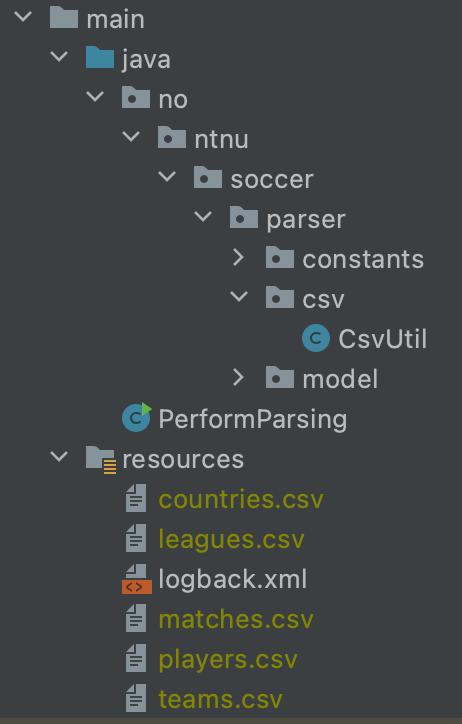 main
java
no
ntnu
soccer
parser
constants
csv
CsvUtil
model
PerformParsing
resources
countries.csv
leagues.csv
logback.xml
matches.csv
players.csv
teams.csv